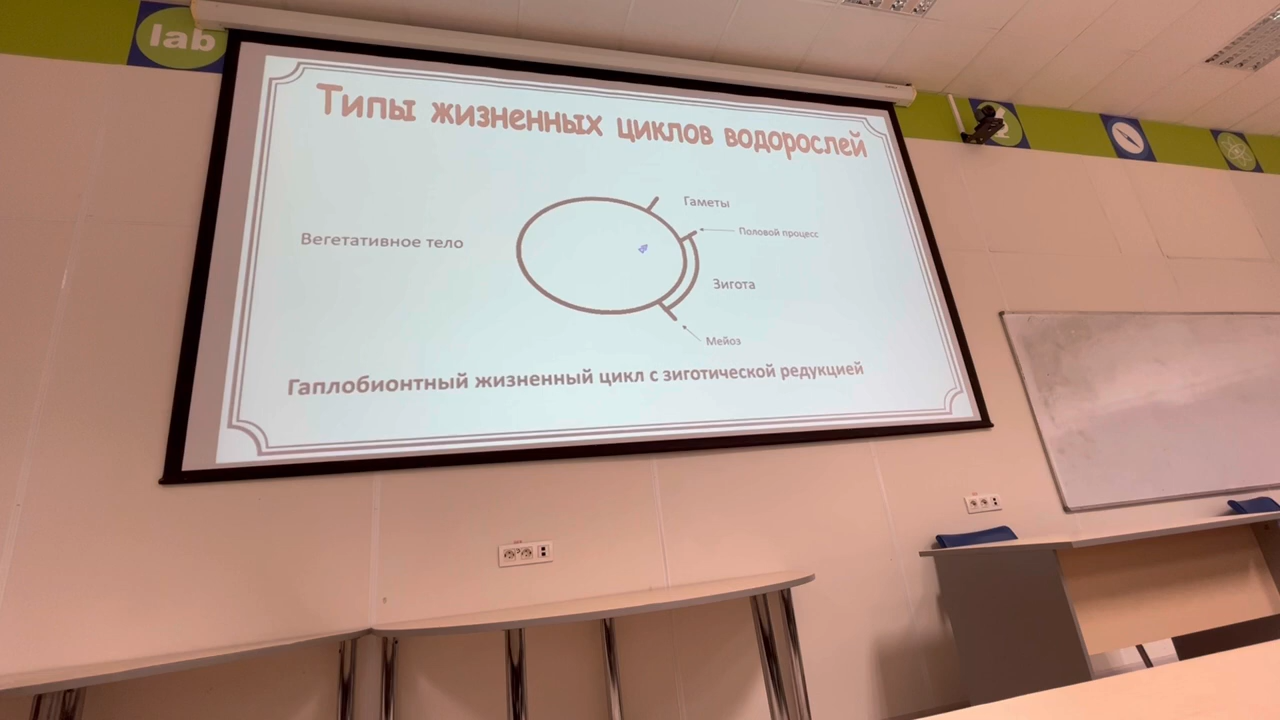 lab
Типы жизненных циклов водорослей
Гаметы
Половой процесс
Вегетативное тело
Зигота
Мейоз
Гаплобионтный жизненный цикл с зиготической редукцией